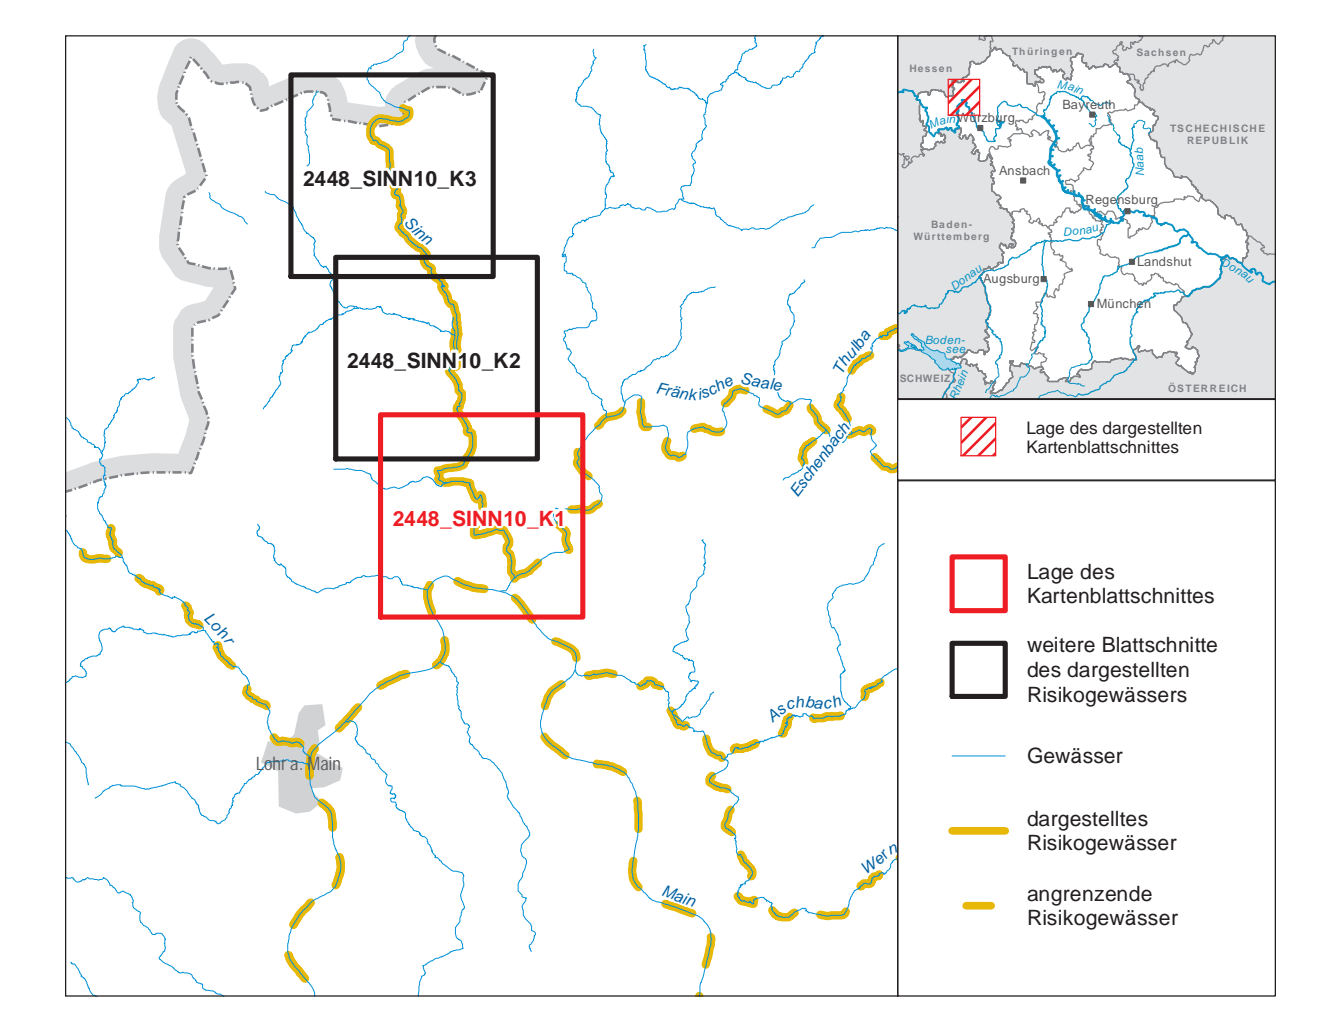 2448_SINN10_K3
Sinn
2448_SINN10_K2
Fränkische Saale
Thulba
Eschenbach
2448_SINN10_K1
Lohr
Aschbach
Lohr a. Main
Main
Wern
Thüringen
Sachsen
Hessen
Main
Bayreuth
Main
Würzburg
TSCHECHISCHE
REPUBLIK
Naab
Ansbach
Regensburg
Baden-
Württemberg
Donau
Landshut
Donau
Donau
Augsburg
München
Boden-
see
SCHWEIZ
Rhein
ÖSTERREICH
Lage des dargestellten
Kartenblattschnittes
Lage des
Kartenblattschnittes
weitere Blattschnitte
des dargestellten
Risikogewässers
Gewässer
dargestelltes
Risikogewässer
angrenzende
Risikogewässer